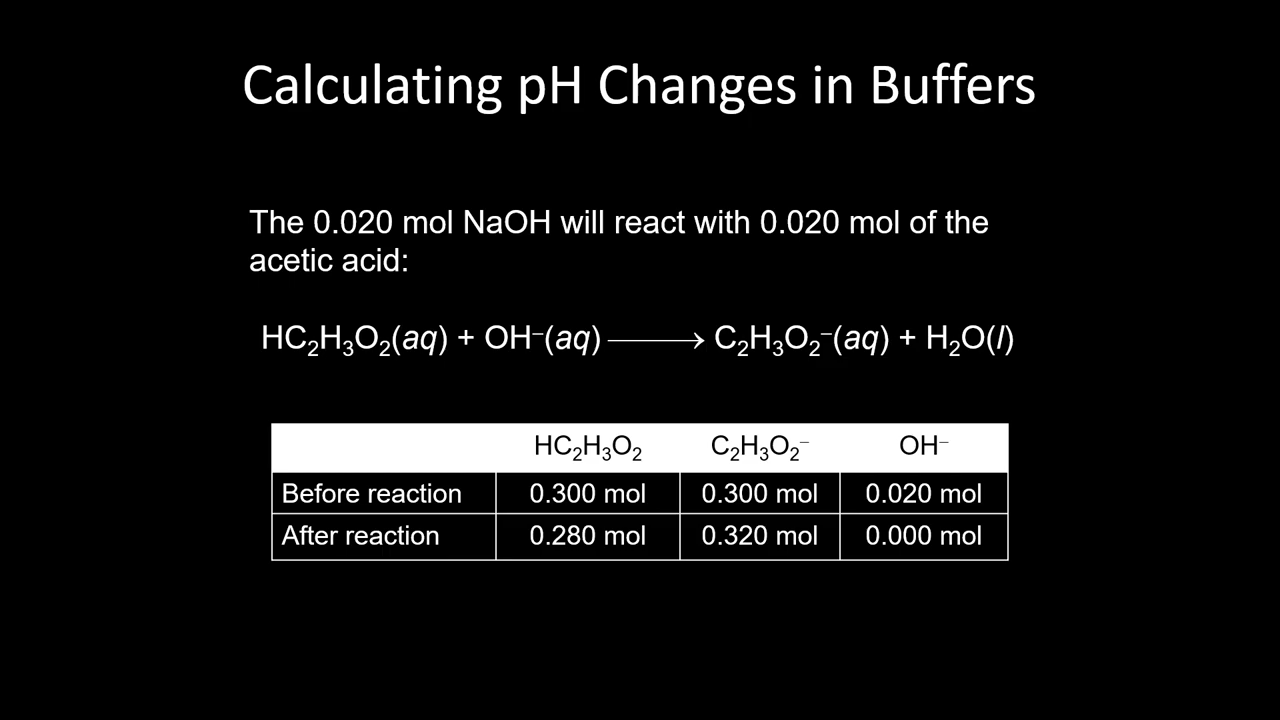 Calculating pH Changes in Buffers
The 0.020 mol NaOH will react with 0.020 mol of the
acetic acid:
HC₂H₃O₂(aq) + OH⁻(aq) ⟶ C₂H₃O₂⁻(aq) + H₂O(l)
HC₂H₃O₂ C₂H₃O₂⁻ OH⁻
Before reaction 0.300 mol 0.300 mol 0.020 mol
After reaction 0.280 mol 0.320 mol 0.000 mol